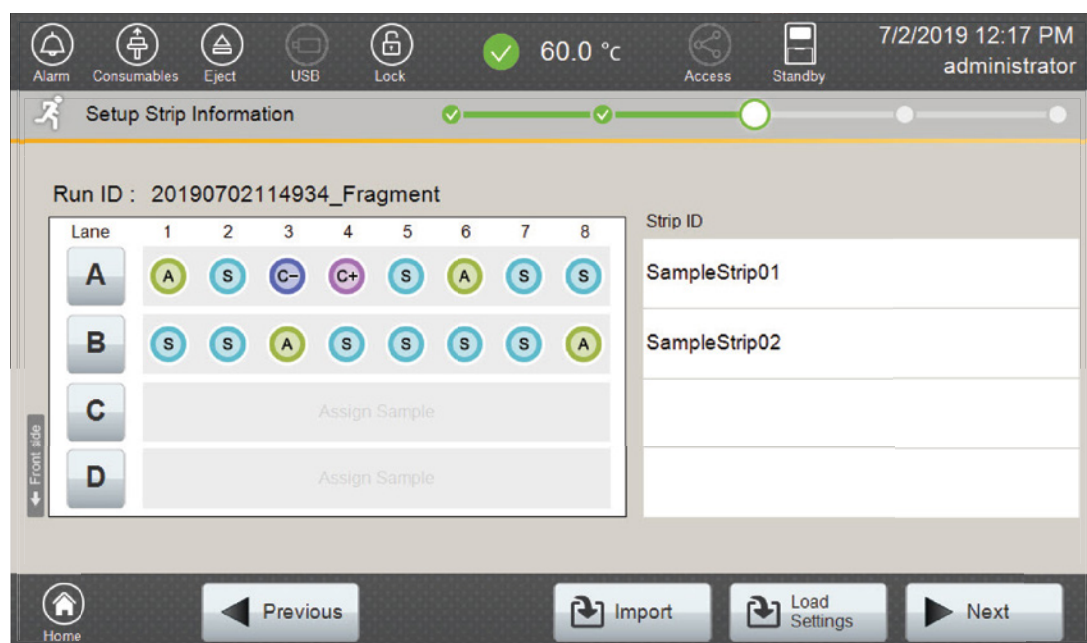 7/2/2019 12:17 PM
60.0 °c
administrator
Alarm Consumables Eject USB Lock Access Standby
Setup Strip Information
Run ID : 20190702114934_Fragment
Strip ID
Lane 1 2 3 4 5 6 7 8
A A S C- C+ S A S S
SampleStrip01
B S S A S S S S A
SampleStrip02
C Assign Sample
D Assign Sample
Front side
Previous
Import
Load
Settings
Next
Home